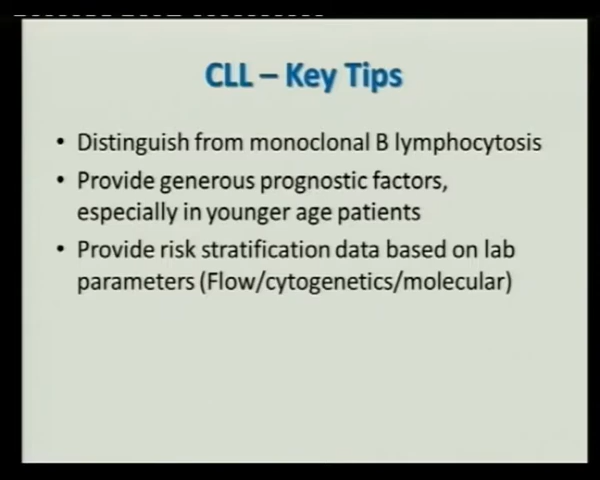 CLL – Key Tips
• Distinguish from monoclonal B lymphocytosis
• Provide generous prognostic factors,
especially in younger age patients
• Provide risk stratification data based on lab
parameters (Flow/cytogenetics/molecular)